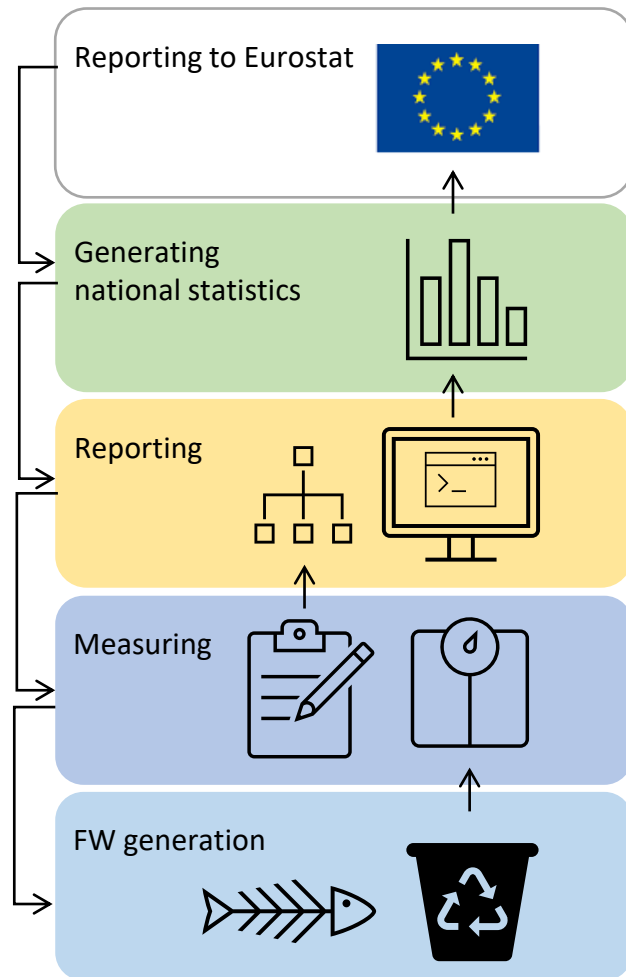 Reporting to Eurostat
Generating
national statistics
Reporting
>_
Measuring
FW generation